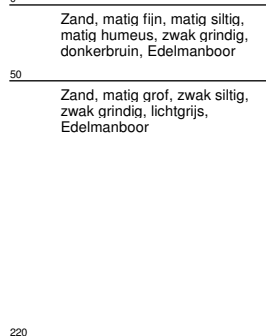 Zand, matig fijn, matig siltig,
matig humeus, zwak grindig,
donkerbruin, Edelmanboor
50
Zand, matig grof, zwak siltig,
zwak grindig, lichtgrijs,
Edelmanboor
220